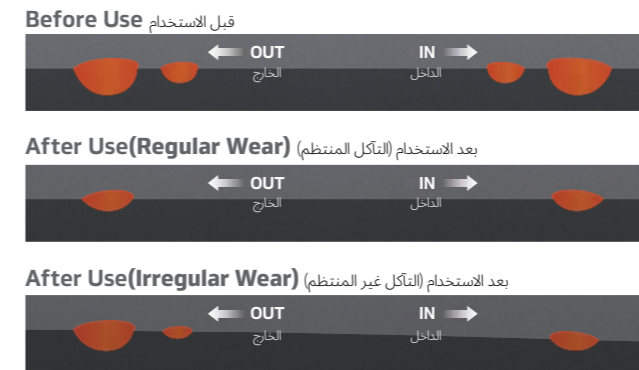 Before Use قبل الاستخدام
OUT IN
الخارج الداخل
After Use(Regular Wear) بعد الاستخدام (التآكل المنتظم)
OUT IN
الخارج الداخل
After Use(Irregular Wear) بعد الاستخدام (التآكل غير المنتظم)
OUT IN
الخارج الداخل